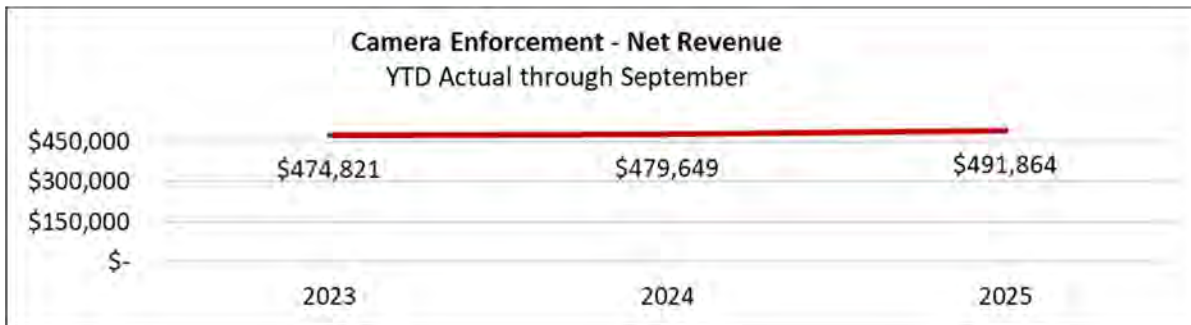 Camera Enforcement - Net Revenue
YTD Actual through September
$450,000
$474,821 $479,649 $491,864
$300,000
$150,000
$-
2023 2024 2025